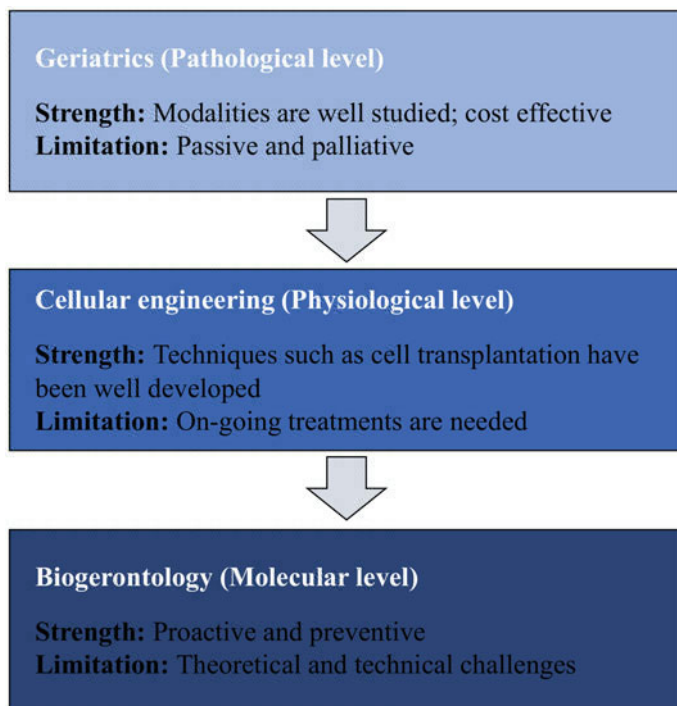 Geriatrics (Pathological level)
Strength: Modalities are well studied; cost effective
Limitation: Passive and palliative
Cellular engineering (Physiological level)
Strength: Techniques such as cell transplantation have
been well developed
Limitation: On-going treatments are needed
Biogerontology (Molecular level)
Strength: Proactive and preventive
Limitation: Theoretical and technical challenges